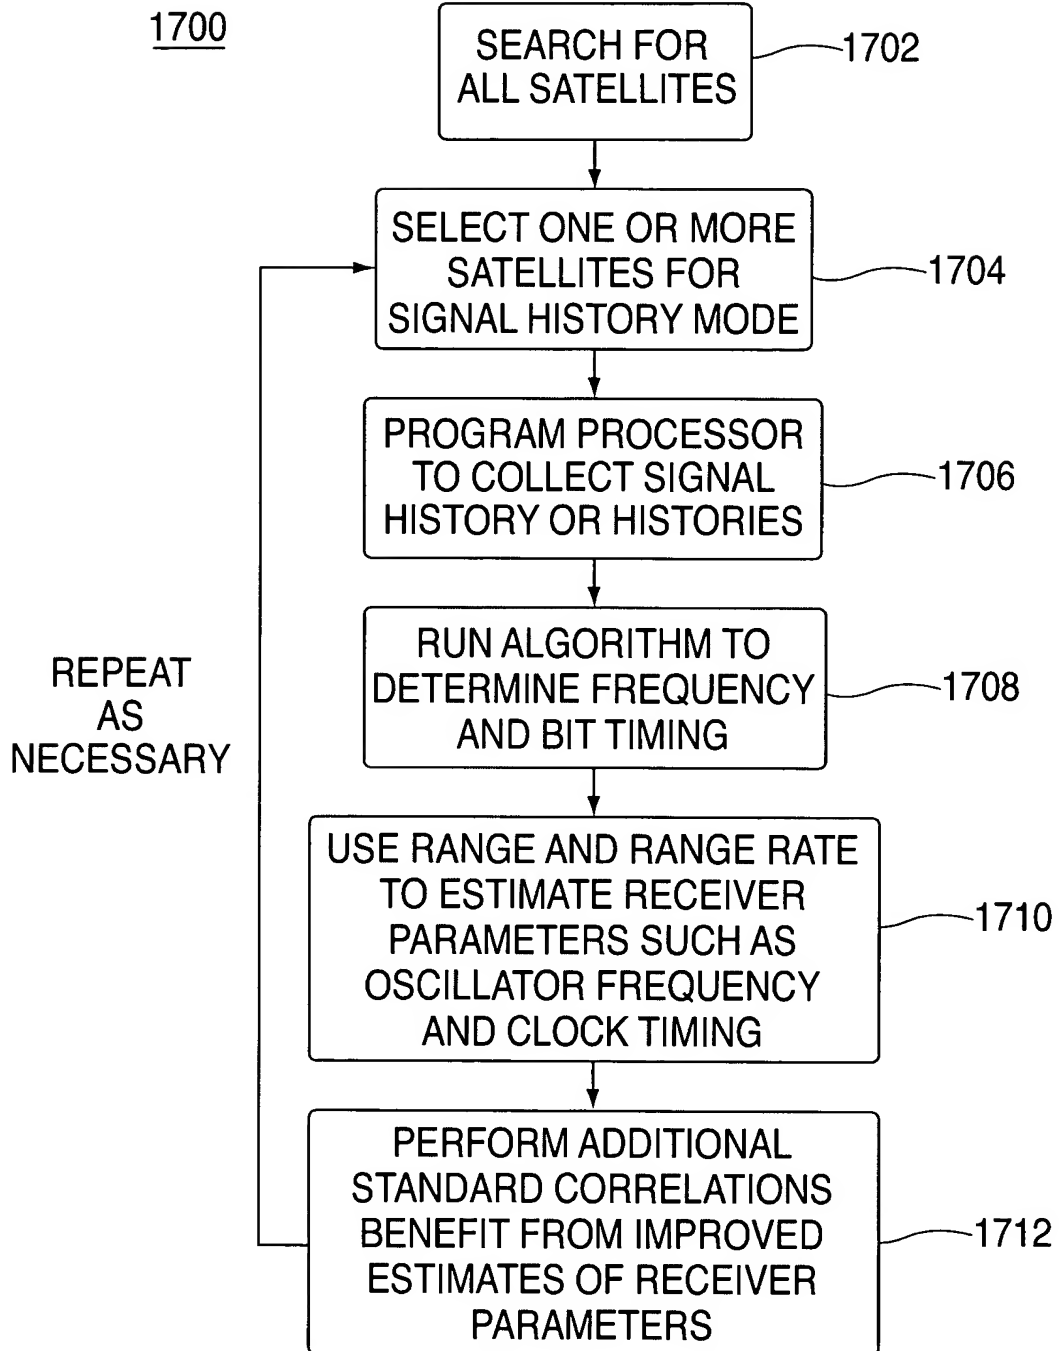 1700
SEARCH FOR
ALL SATELLITES
1702
SELECT ONE OR MORE
SATELLITES FOR
SIGNAL HISTORY MODE
1704
PROGRAM PROCESSOR
TO COLLECT SIGNAL
HISTORY OR HISTORIES
1706
RUN ALGORITHM TO
DETERMINE FREQUENCY
AND BIT TIMING
1708
REPEAT
AS
NECESSARY
USE RANGE AND RANGE RATE
TO ESTIMATE RECEIVER
PARAMETERS SUCH AS
OSCILLATOR FREQUENCY
AND CLOCK TIMING
1710
PERFORM ADDITIONAL
STANDARD CORRELATIONS
BENEFIT FROM IMPROVED
ESTIMATES OF RECEIVER
PARAMETERS
1712